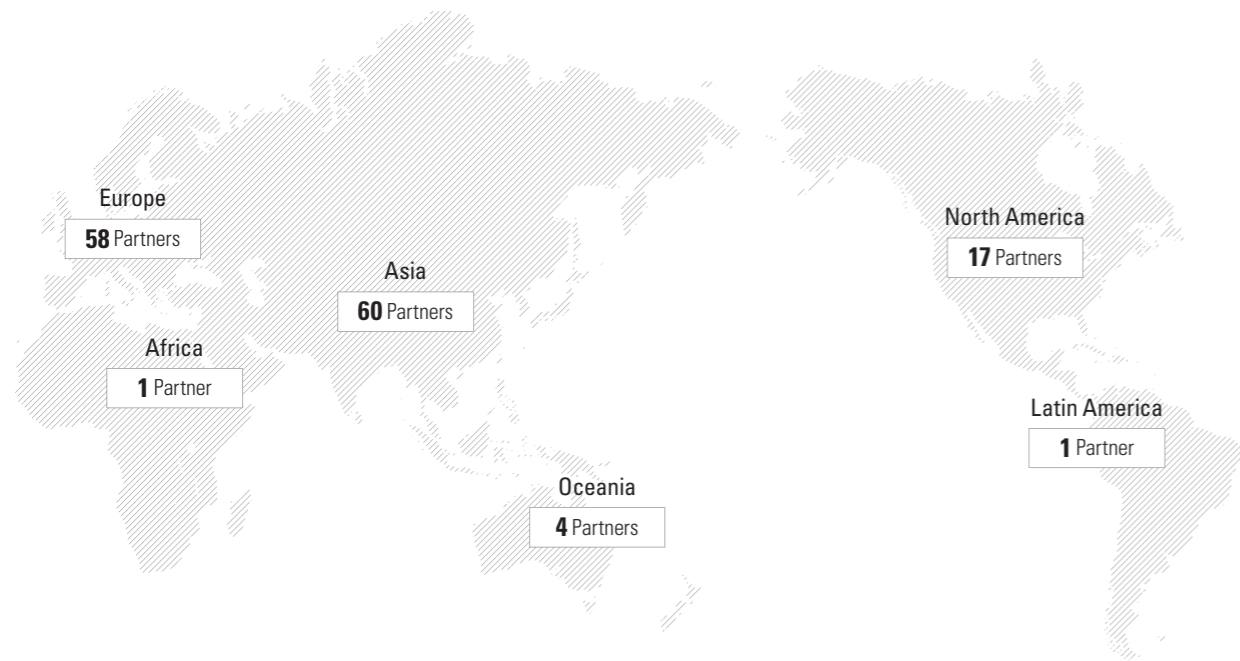 Europe
58 Partners
North America
17 Partners
Asia
60 Partners
Africa
1 Partner
Latin America
1 Partner
Oceania
4 Partners